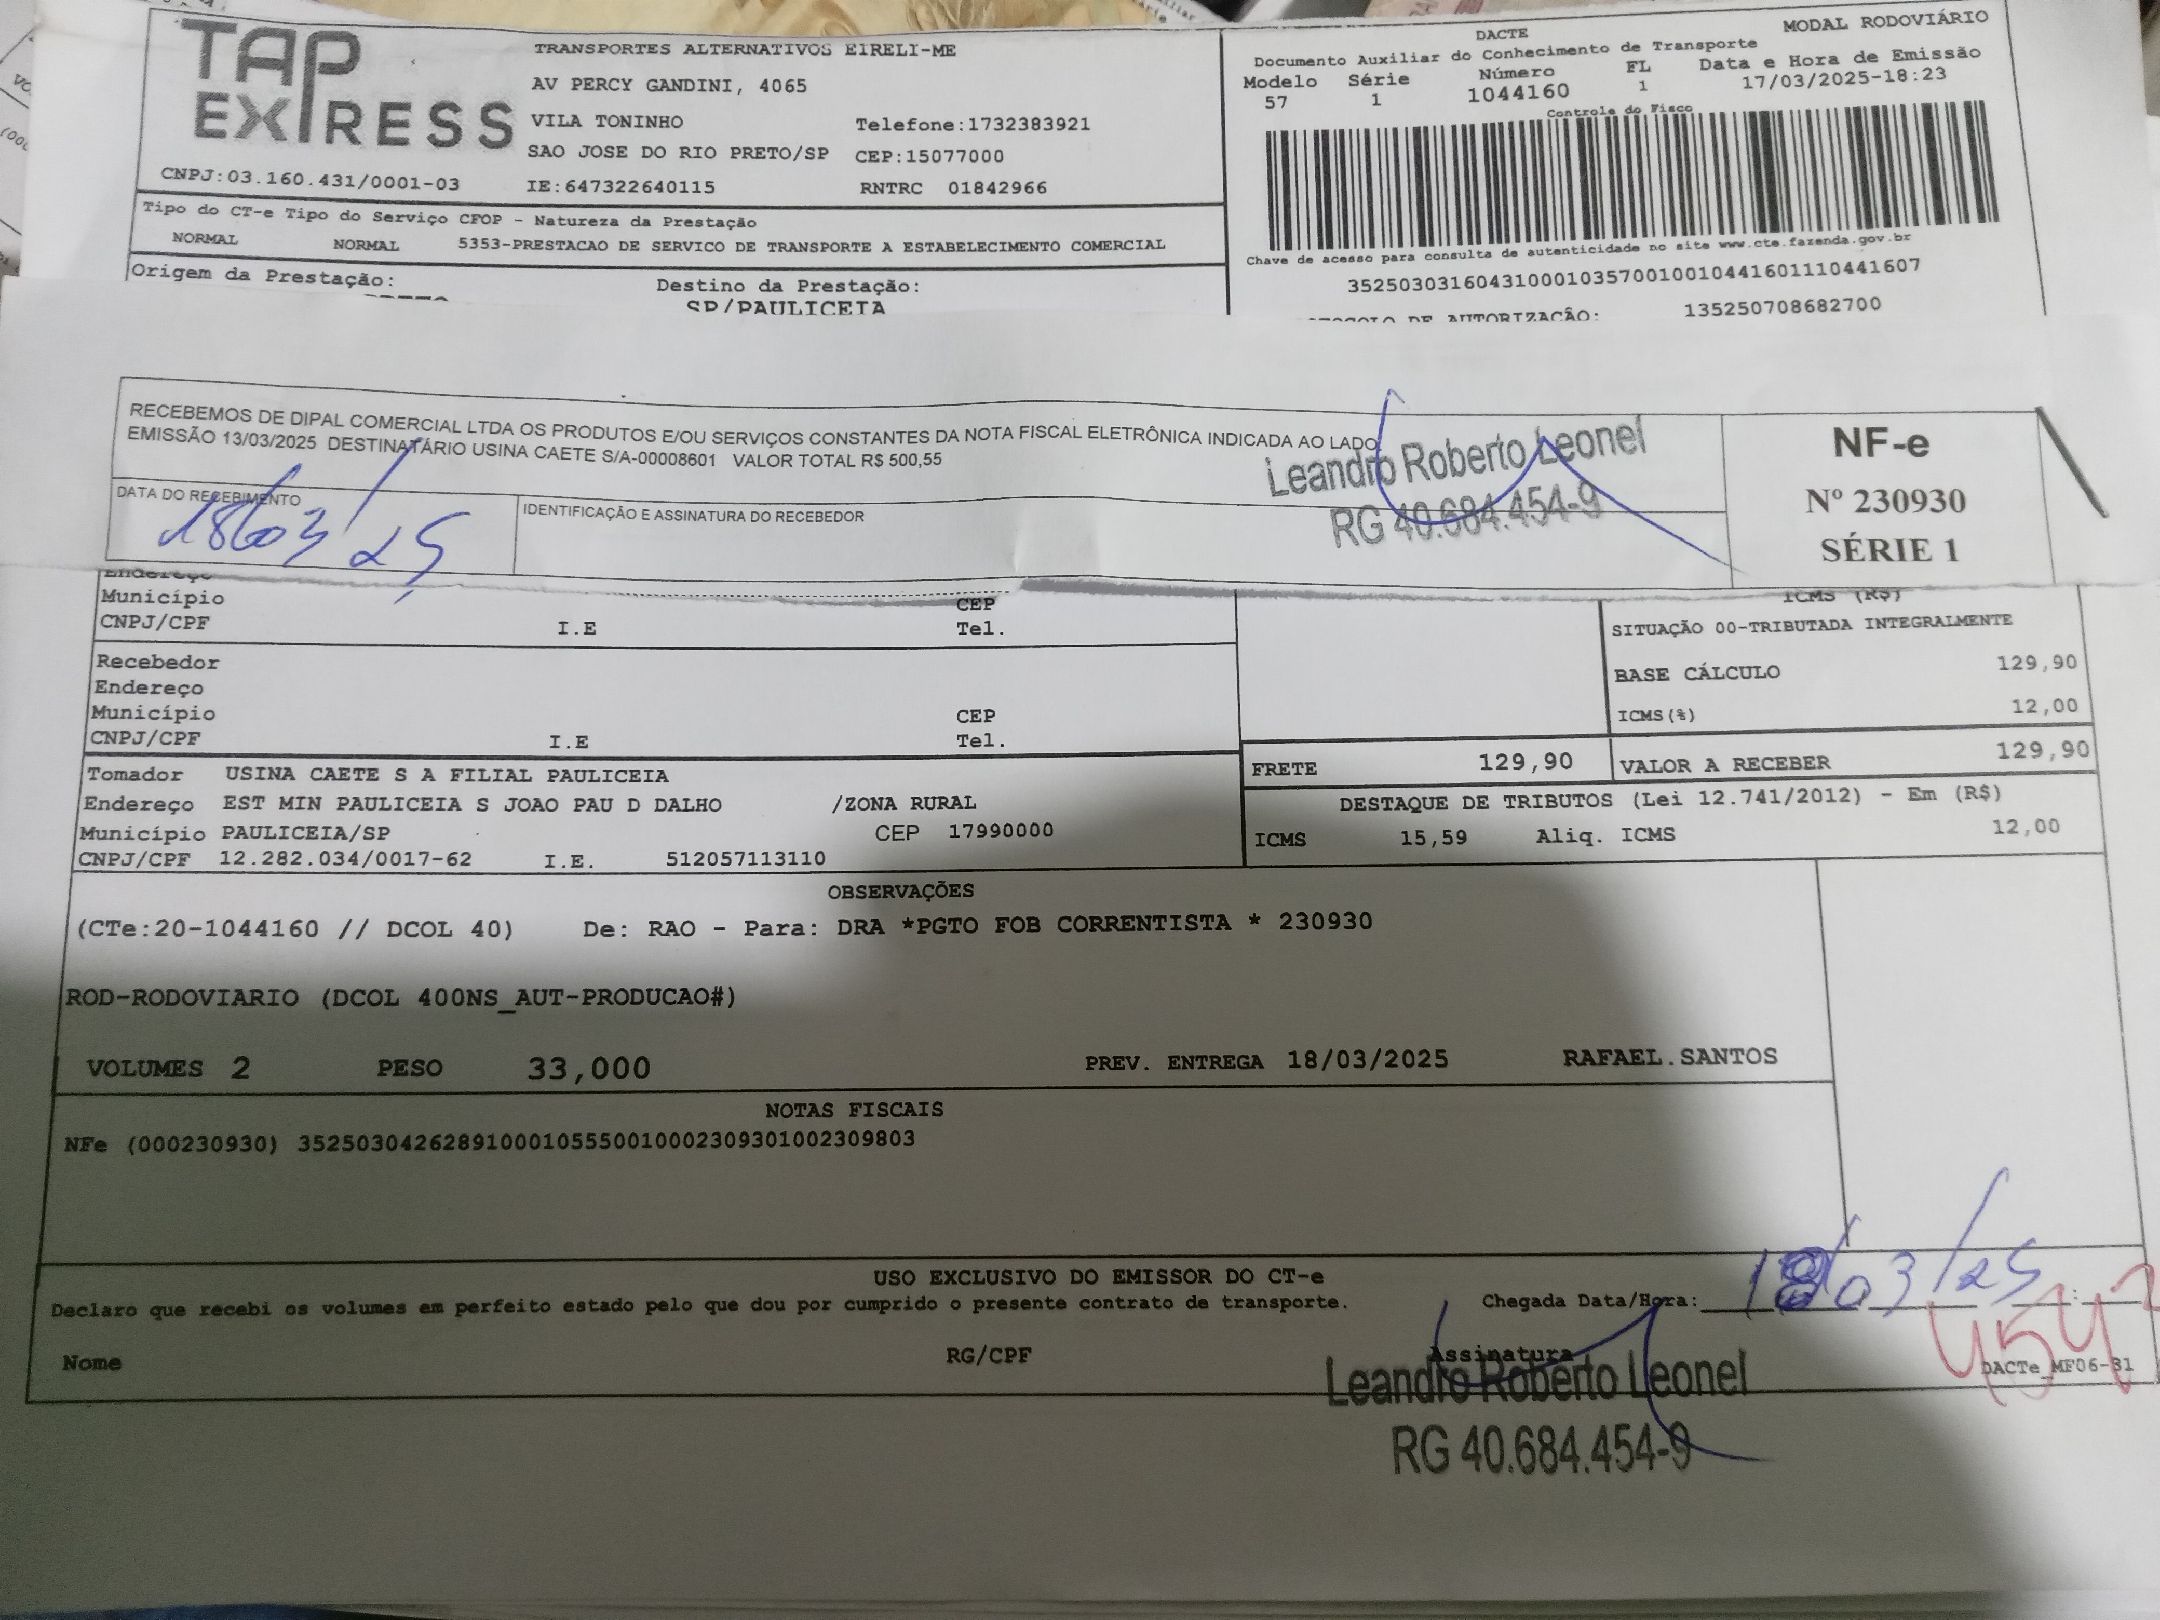 TAP EXPRESS
TRANSPORTES ALTERNATIVOS EIRELI-ME
AV PERCY GANDINI, 4065
VILA TONINHO Telefone:1732383921
SAO JOSE DO RIO PRETO/SP CEP:15077000
CNPJ:03.160.431/0001-03 IE:647322640115 RNTRC 01842966
DACTE MODAL RODOVIÁRIO
Documento Auxiliar do Conhecimento de Transporte
Modelo Série Número FL Data e Hora de Emissão
57 1 1044160 1 17/03/2025-18:23
Controle do Fisco
Chave de acesso para consulta de autenticidade no site www.cte.fazenda.gov.br
35250303160431000103570010010441601110441607
PROTOCOLO DE AUTORIZAÇÃO: 135250708682700
Tipo do CT-e Tipo do Serviço CFOP - Natureza da Prestação
NORMAL NORMAL 5353-PRESTACAO DE SERVICO DE TRANSPORTE A ESTABELECIMENTO COMERCIAL
Origem da Prestação: Destino da Prestação:
SP/PAULICEIA
RECEBEMOS DE DIPAL COMERCIAL LTDA OS PRODUTOS E/OU SERVIÇOS CONSTANTES DA NOTA FISCAL ELETRÔNICA INDICADA AO LADO
EMISSÃO 13/03/2025 DESTINATÁRIO USINA CAETE S/A-00008601 VALOR TOTAL R$ 500,55
DATA DO RECEBIMENTO
18/03/25
IDENTIFICAÇÃO E ASSINATURA DO RECEBEDOR
Leandro Roberto Leonel
RG 40.684.454-9
NF-e
Nº 230930
SÉRIE 1
Endereço
Município CEP
CNPJ/CPF I.E Tel.
Recebedor
Endereço
Município CEP
CNPJ/CPF I.E Tel.
ICMS (R$)
SITUAÇÃO 00-TRIBUTADA INTEGRALMENTE
BASE CÁLCULO 129,90
ICMS(%) 12,00
FRETE 129,90 VALOR A RECEBER 129,90
DESTAQUE DE TRIBUTOS (Lei 12.741/2012) - Em (R$)
ICMS 15,59 Aliq. ICMS 12,00
Tomador USINA CAETE S A FILIAL PAULICEIA
Endereço EST MIN PAULICEIA S JOAO PAU D DALHO /ZONA RURAL
Município PAULICEIA/SP CEP 17990000
CNPJ/CPF 12.282.034/0017-62 I.E. 512057113110
OBSERVAÇÕES
(CTe:20-1044160 // DCOL 40) De: RAO - Para: DRA *PGTO FOB CORRENTISTA * 230930
ROD-RODOVIARIO (DCOL 400NS_AUT-PRODUCAO#)
VOLUMES 2 PESO 33,000 PREV. ENTREGA 18/03/2025 RAFAEL.SANTOS
NOTAS FISCAIS
NFe (000230930) 35250304262891000105550010002309301002309803
USO EXCLUSIVO DO EMISSOR DO CT-e
Declaro que recebi os volumes em perfeito estado pelo que dou por cumprido o presente contrato de transporte. Chegada Data/Hora: 18/03/25
Nome RG/CPF Assinatura
Leandro Roberto Leonel
RG 40.684.454-9
DACTe_MF06-31